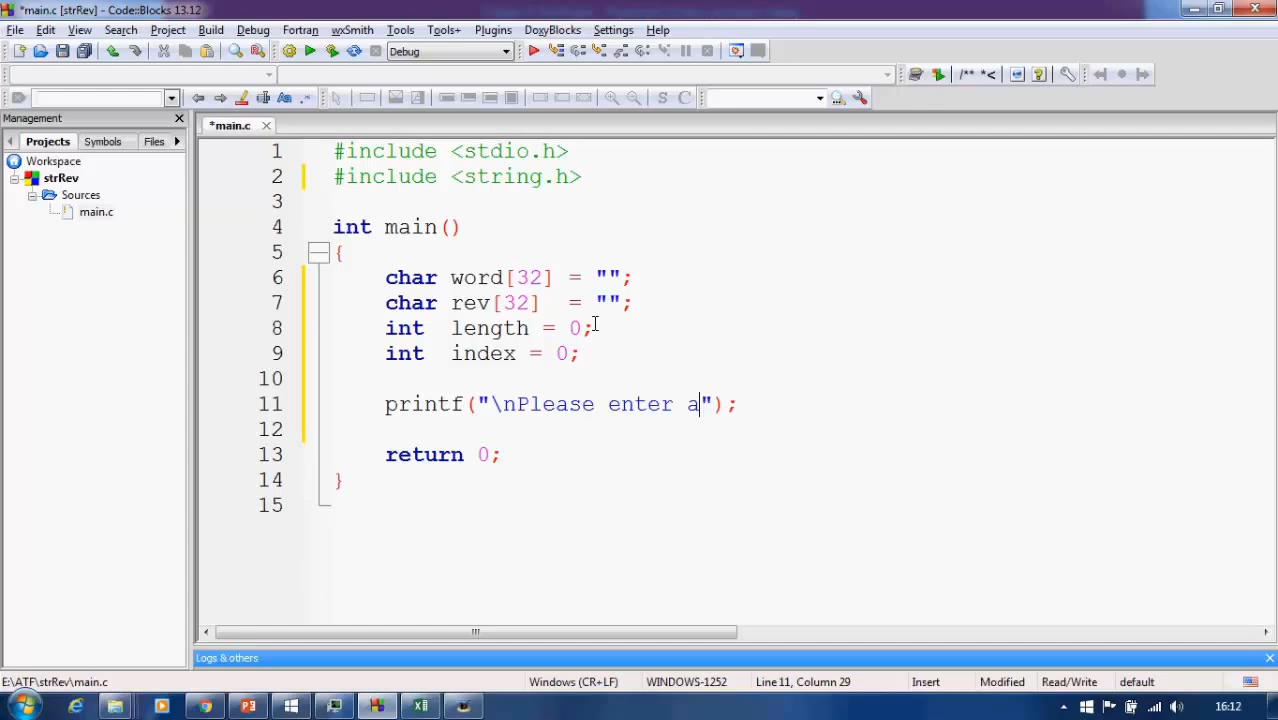 *main.c [strRev] - Code::Blocks 13.12
File Edit View Search Project Build Debug Fortran wxSmith Tools Tools+ Plugins DoxyBlocks Settings Help
Debug
/** *<
S C
Management
*main.c
Projects Symbols Files
Workspace
strRev
Sources
main.c
1 #include <stdio.h>
2 #include <string.h>
3
4 int main()
5 {
6 char word[32] = "";
7 char rev[32] = "";
8 int length = 0;
9 int index = 0;
10
11 printf("\nPlease enter a");
12
13 return 0;
14 }
15
Logs & others
E:\ATF\strRev\main.c Windows (CR+LF) WINDOWS-1252 Line 11, Column 29 Insert Modified Read/Write default
16:12